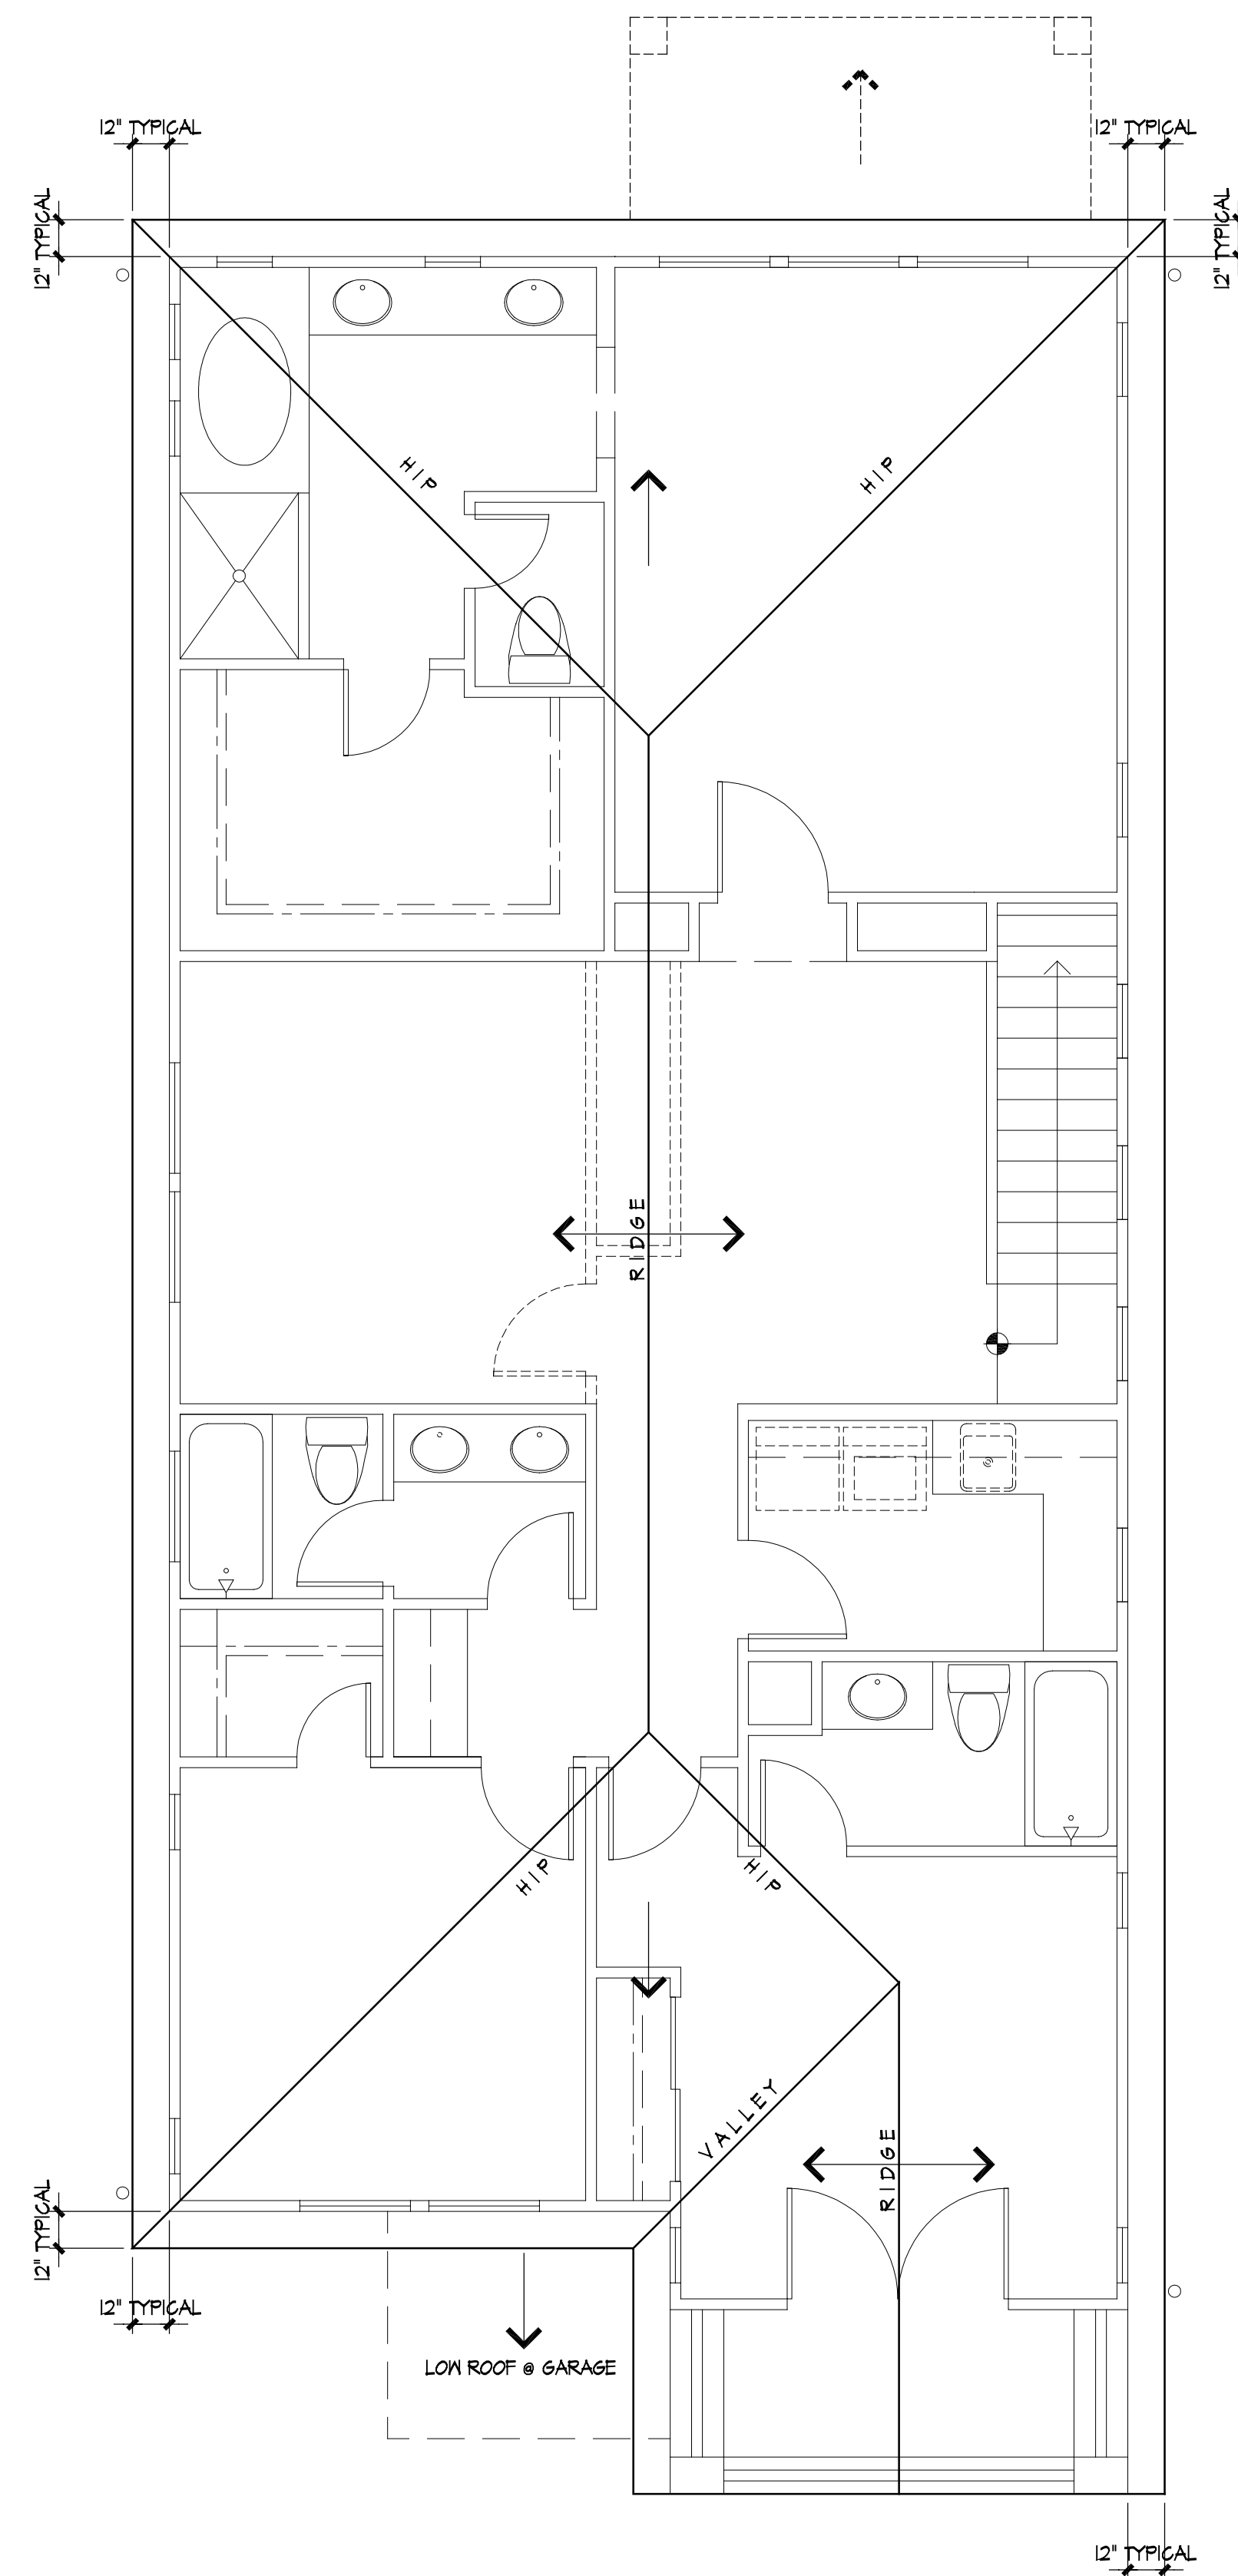 12" TYPICAL
12" TYPICAL
12" TYPICAL
12" TYPICAL
HIP
HIP
RIDGE
HIP
HIP
VALLEY
RIDGE
12" TYPICAL
12" TYPICAL
LOW ROOF @ GARAGE
12" TYPICAL